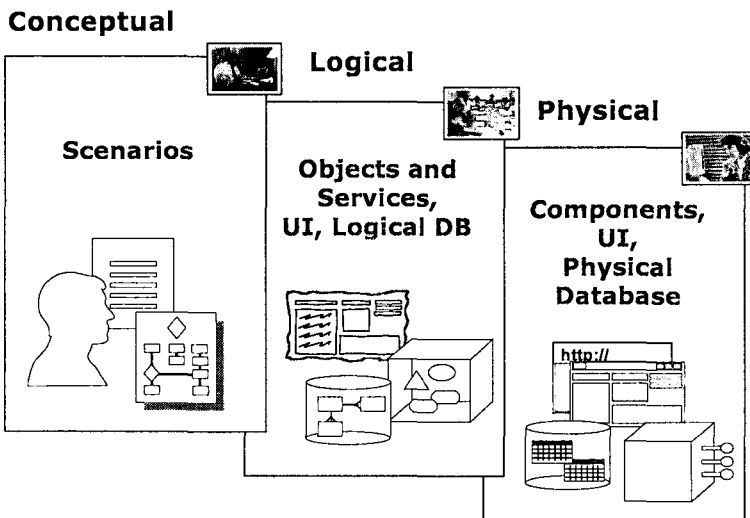 Conceptual
Logical
Physical
Scenarios
Objects and
Services,
UI, Logical DB
Components,
UI,
Physical
Database
http://